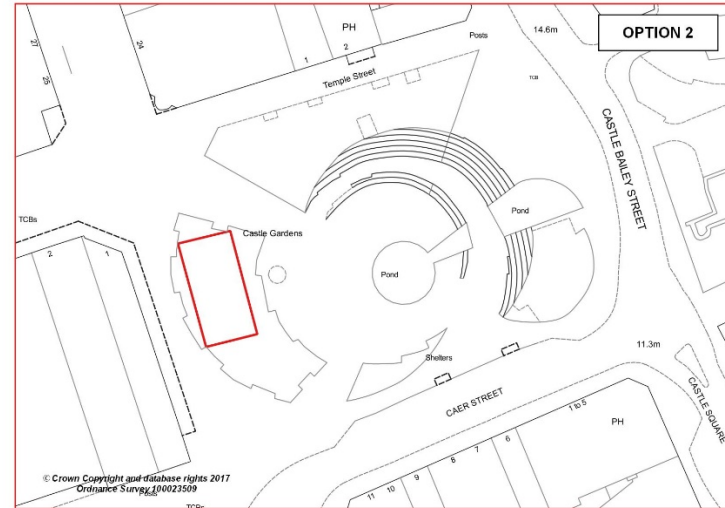 OPTION 2
14.6m
PH
Posts
27
24
25
1
2
Temple Street
TCB
CASTLE BAILEY STREET
Pond
TCBs
Castle Gardens
2
1
Pond
11.3m
Shelters
CASTLE SQUARE
CAER STREET
1 to 5
PH
6
7
8
9
10
11
© Crown Copyright and database rights 2017
Ordnance Survey 100023509
Posts
TCBs